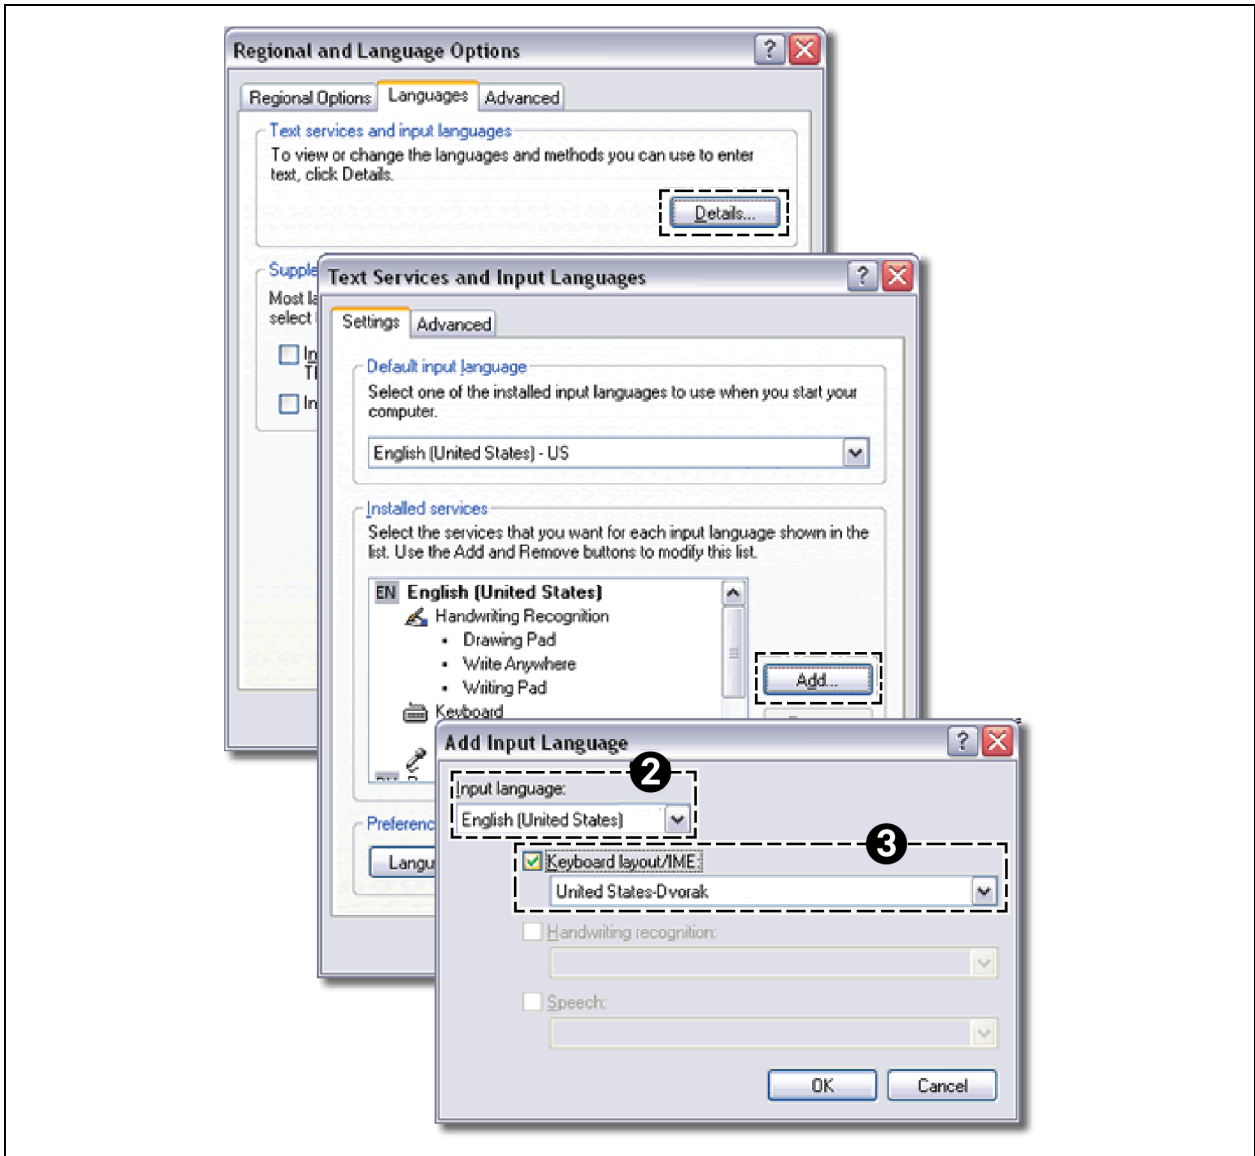 Regional and Language Options
Regional Options Languages Advanced
Text services and input languages
To view or change the languages and methods you can use to enter
text, click Details.
Details...
Supple
Most la
select
In
Th
In
Text Services and Input Languages
Settings Advanced
Default input language
Select one of the installed input languages to use when you start your
computer.
English (United States) - US
Installed services
Select the services that you want for each input language shown in the
list. Use the Add and Remove buttons to modify this list.
EN English (United States)
Handwriting Recognition
• Drawing Pad
• Write Anywhere
• Writing Pad
Keyboard
Add...
Preferenc
Langu
Add Input Language
2
Input language:
English (United States)
3
Keyboard layout/IME:
United States-Dvorak
Handwriting recognition:
Speech:
OK Cancel